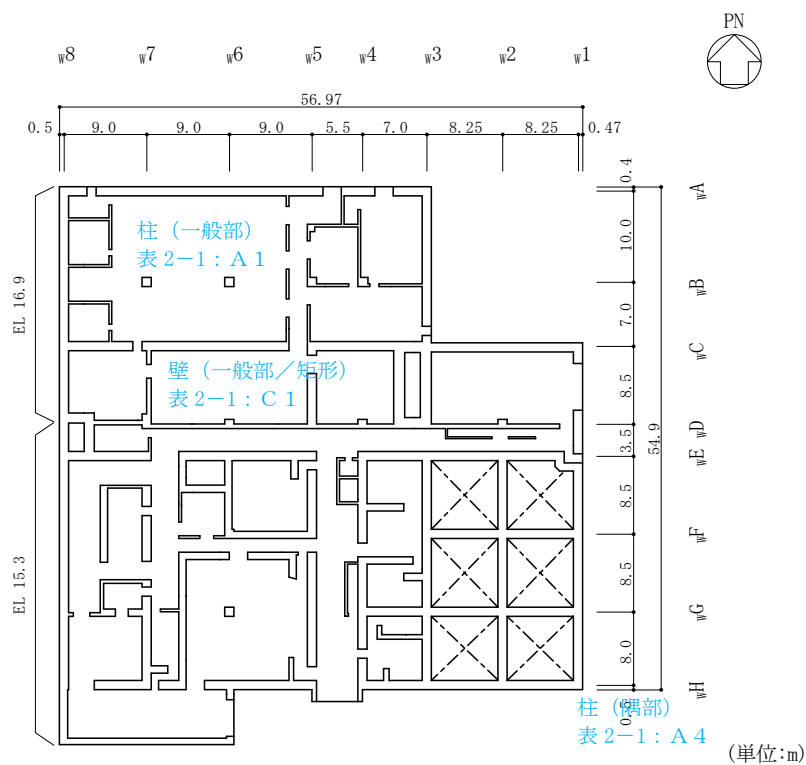 PN
W8 W7 W6 W5 W4 W3 W2 W1
56.97
0.5 9.0 9.0 9.0 5.5 7.0 8.25 8.25 0.47
0.4
WA
柱（一般部）
表2−1：A1
10.0
EL 16.9
WB
7.0
WC
壁（一般部／矩形）
表2−1：C1
8.5
WD
3.5
54.9
WE
8.5
WF
8.5
EL 15.3
WG
8.0
WH
0.5
柱（隅部）
表2−1：A4
(単位:m)